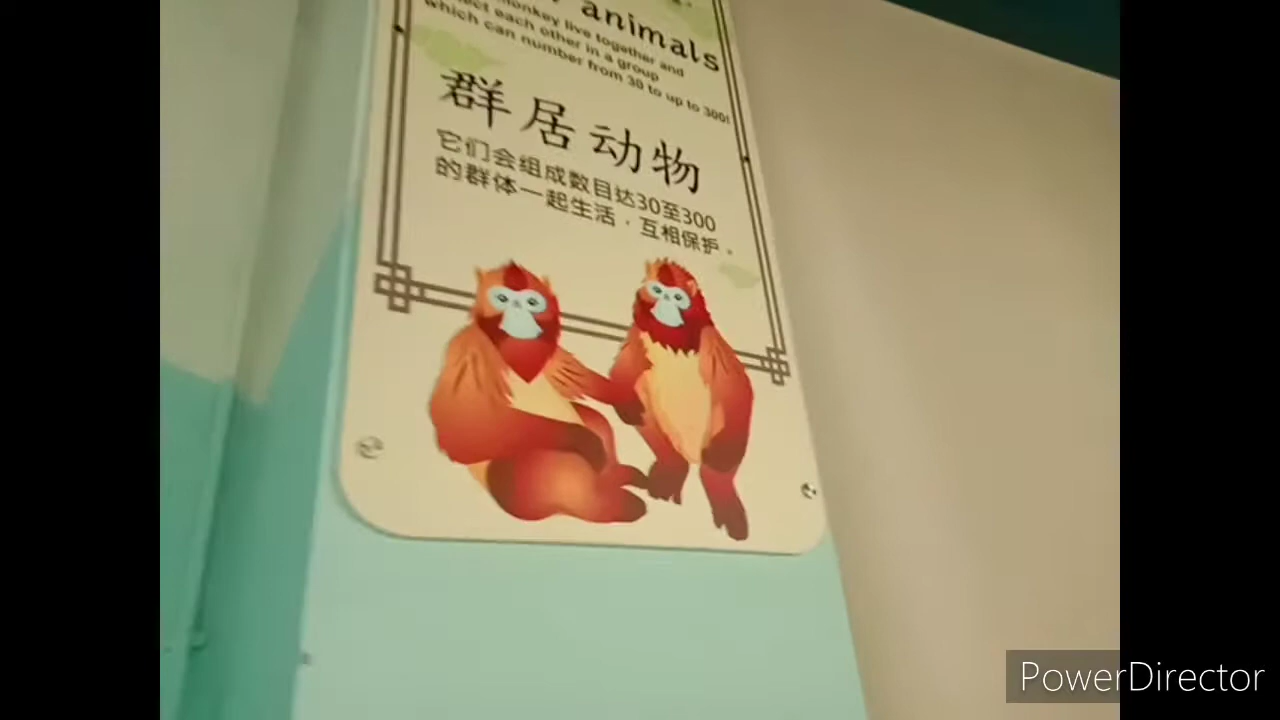 animals
monkey live together and
each other in a group
which can number from 30 to up to 300!
群居动物
它们会组成数目达30至300
的群体一起生活，互相保护。
PowerDirector